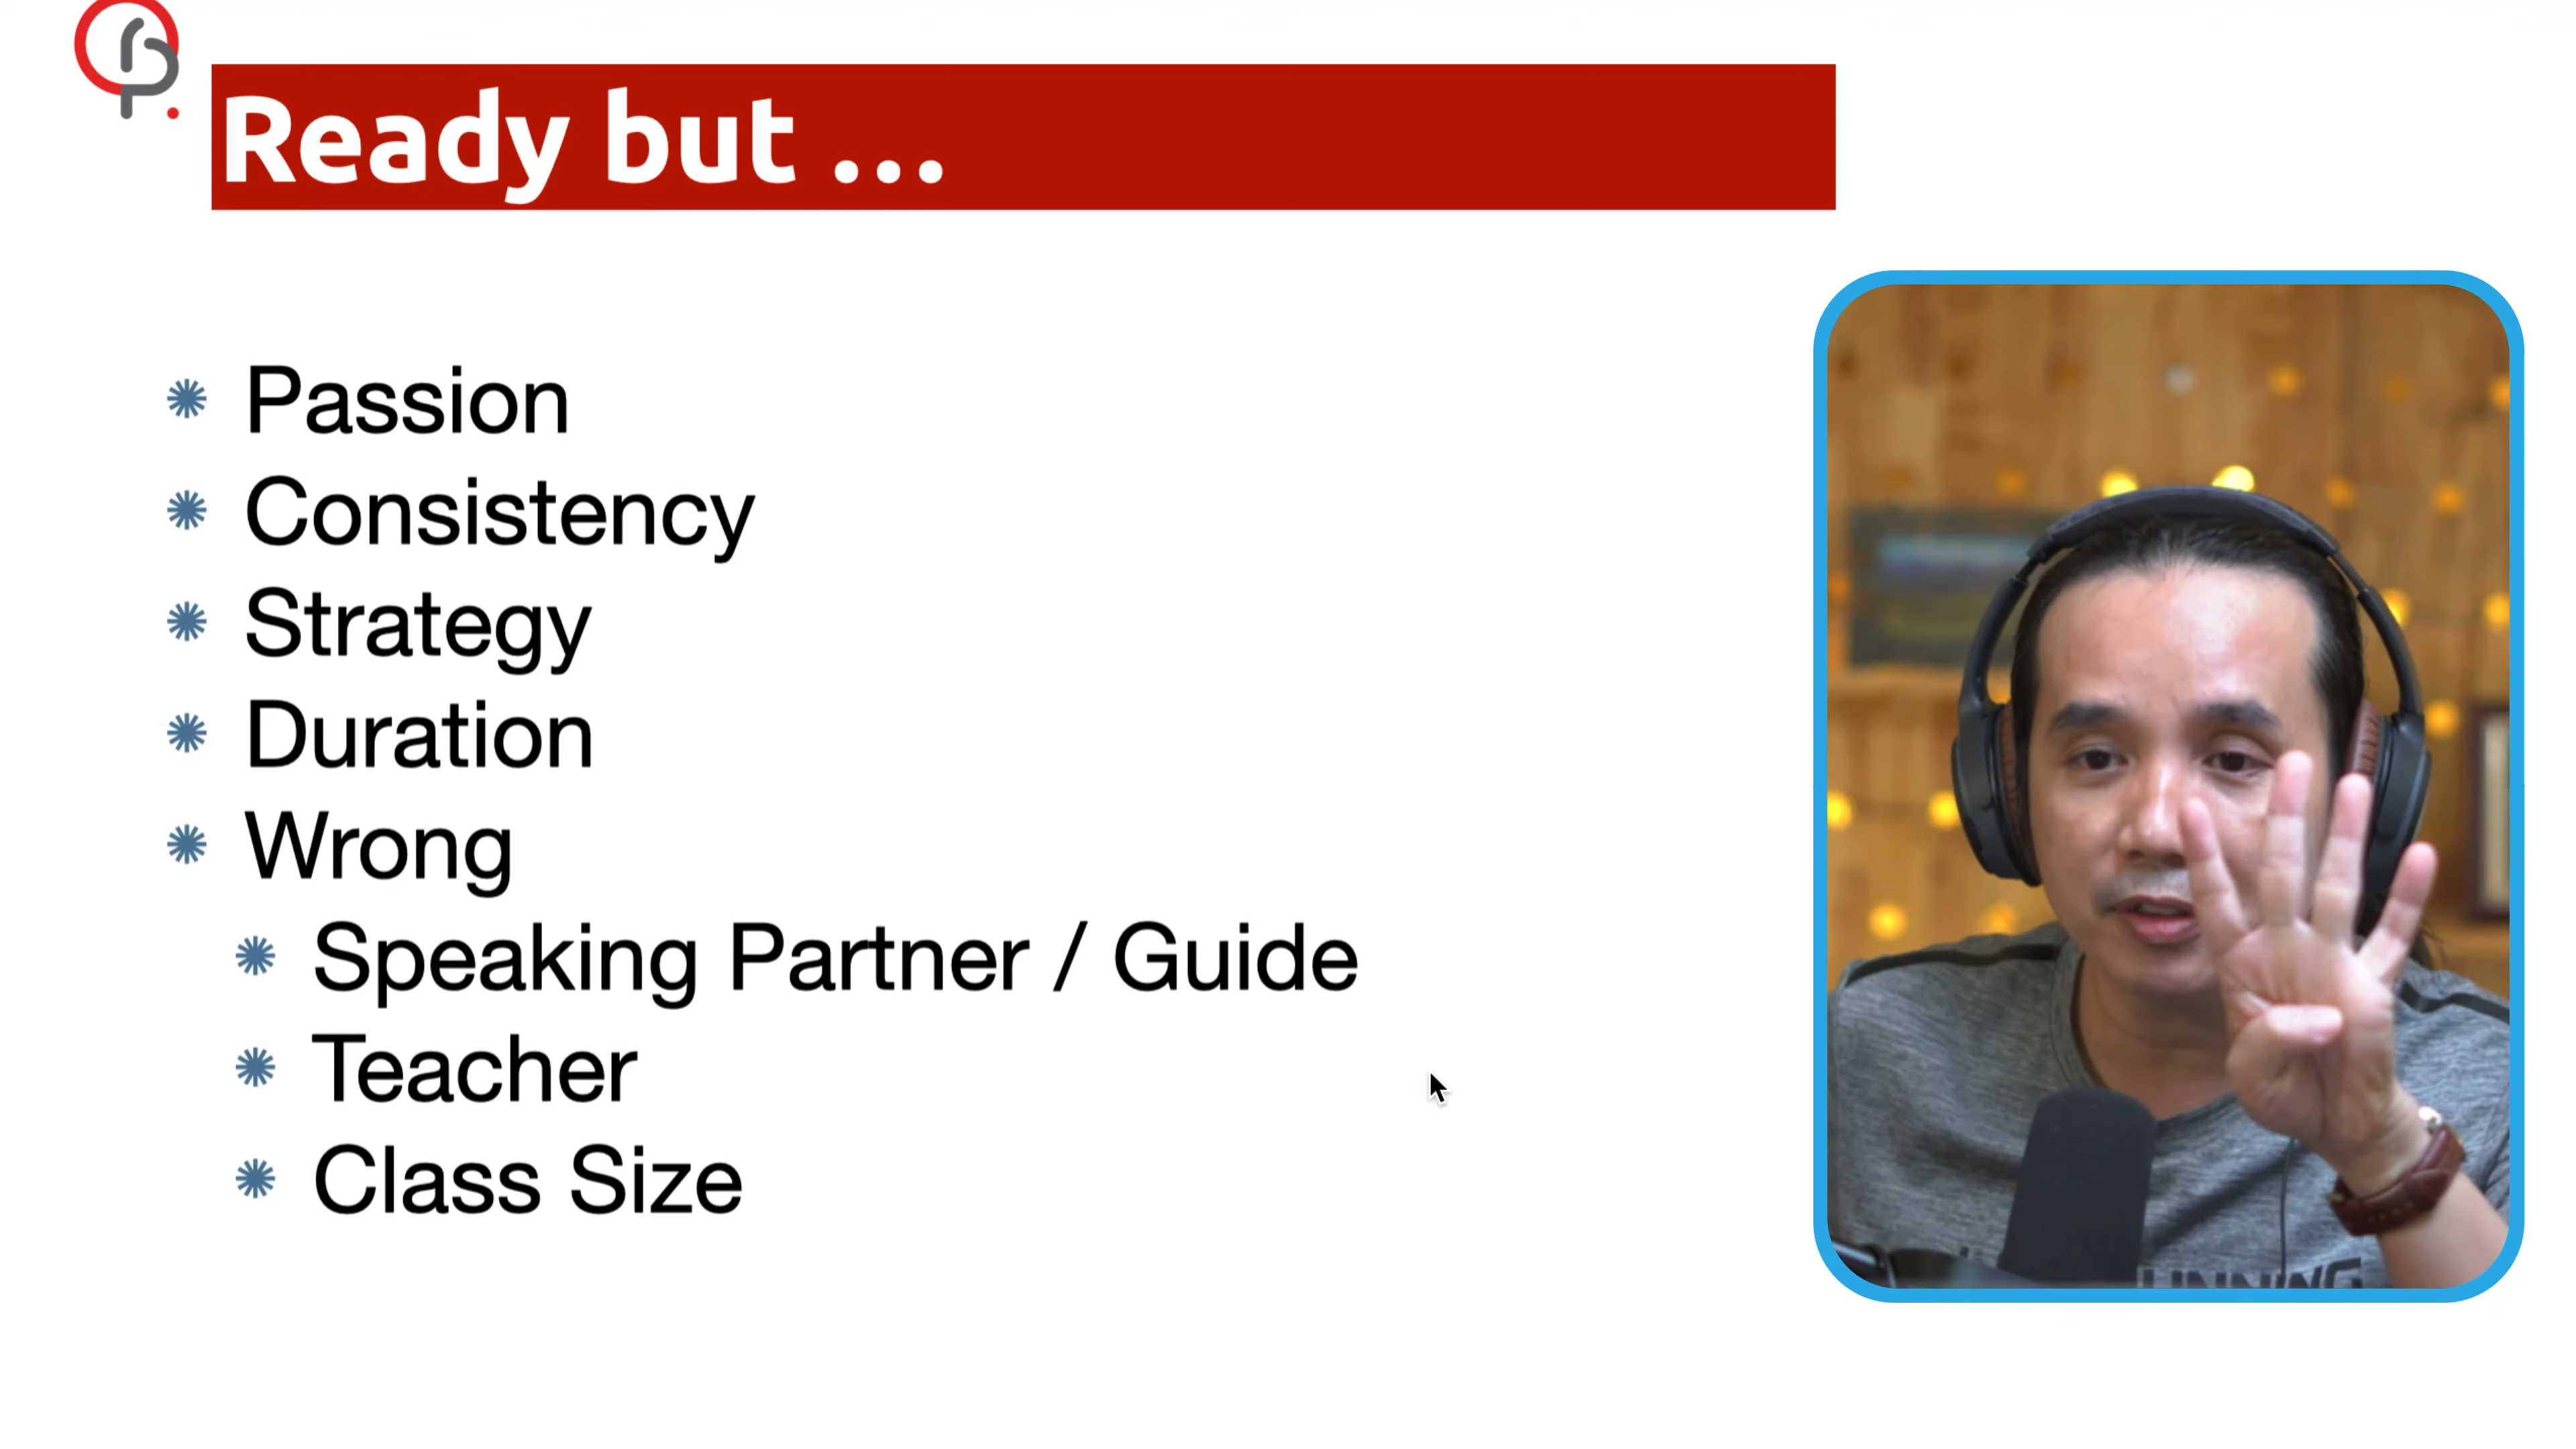 Ready but ...
Passion
Consistency
Strategy
Duration
Wrong
Speaking Partner / Guide
Teacher
Class Size